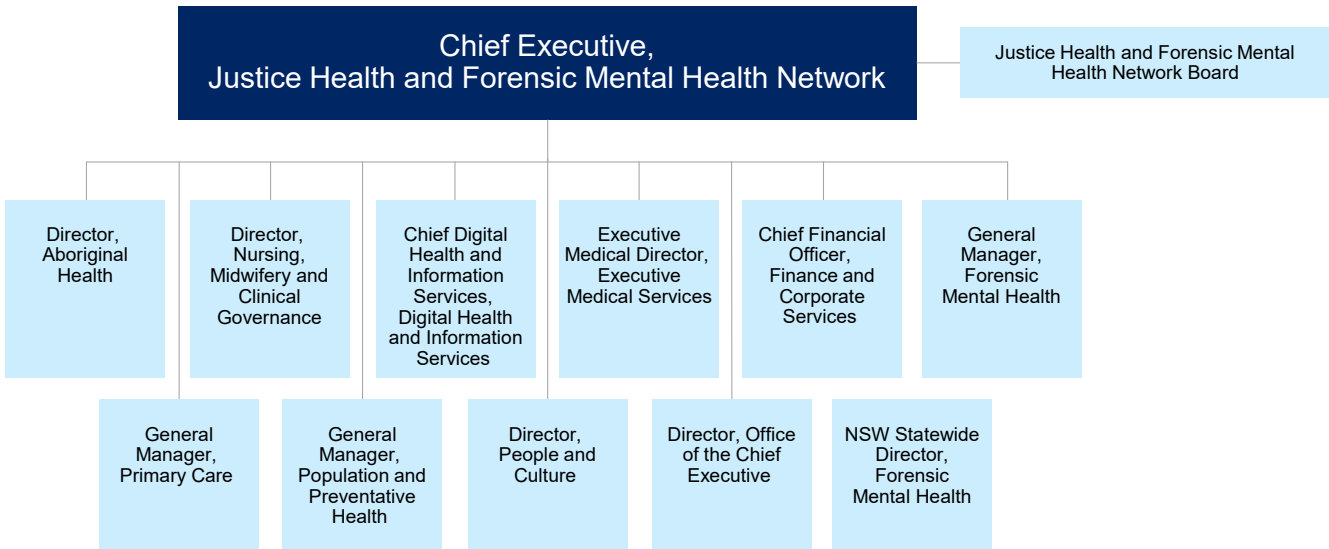 Chief Executive,
Justice Health and Forensic Mental Health Network
Justice Health and Forensic Mental
Health Network Board
Director,
Aboriginal
Health
Director,
Nursing,
Midwifery and
Clinical
Governance
Chief Digital
Health and
Information
Services,
Digital Health
and Information
Services
Executive
Medical Director,
Executive
Medical Services
Chief Financial
Officer,
Finance and
Corporate
Services
General
Manager,
Forensic
Mental Health
General
Manager,
Primary Care
General
Manager,
Population and
Preventative
Health
Director,
People and
Culture
Director, Office
of the Chief
Executive
NSW Statewide
Director,
Forensic
Mental Health